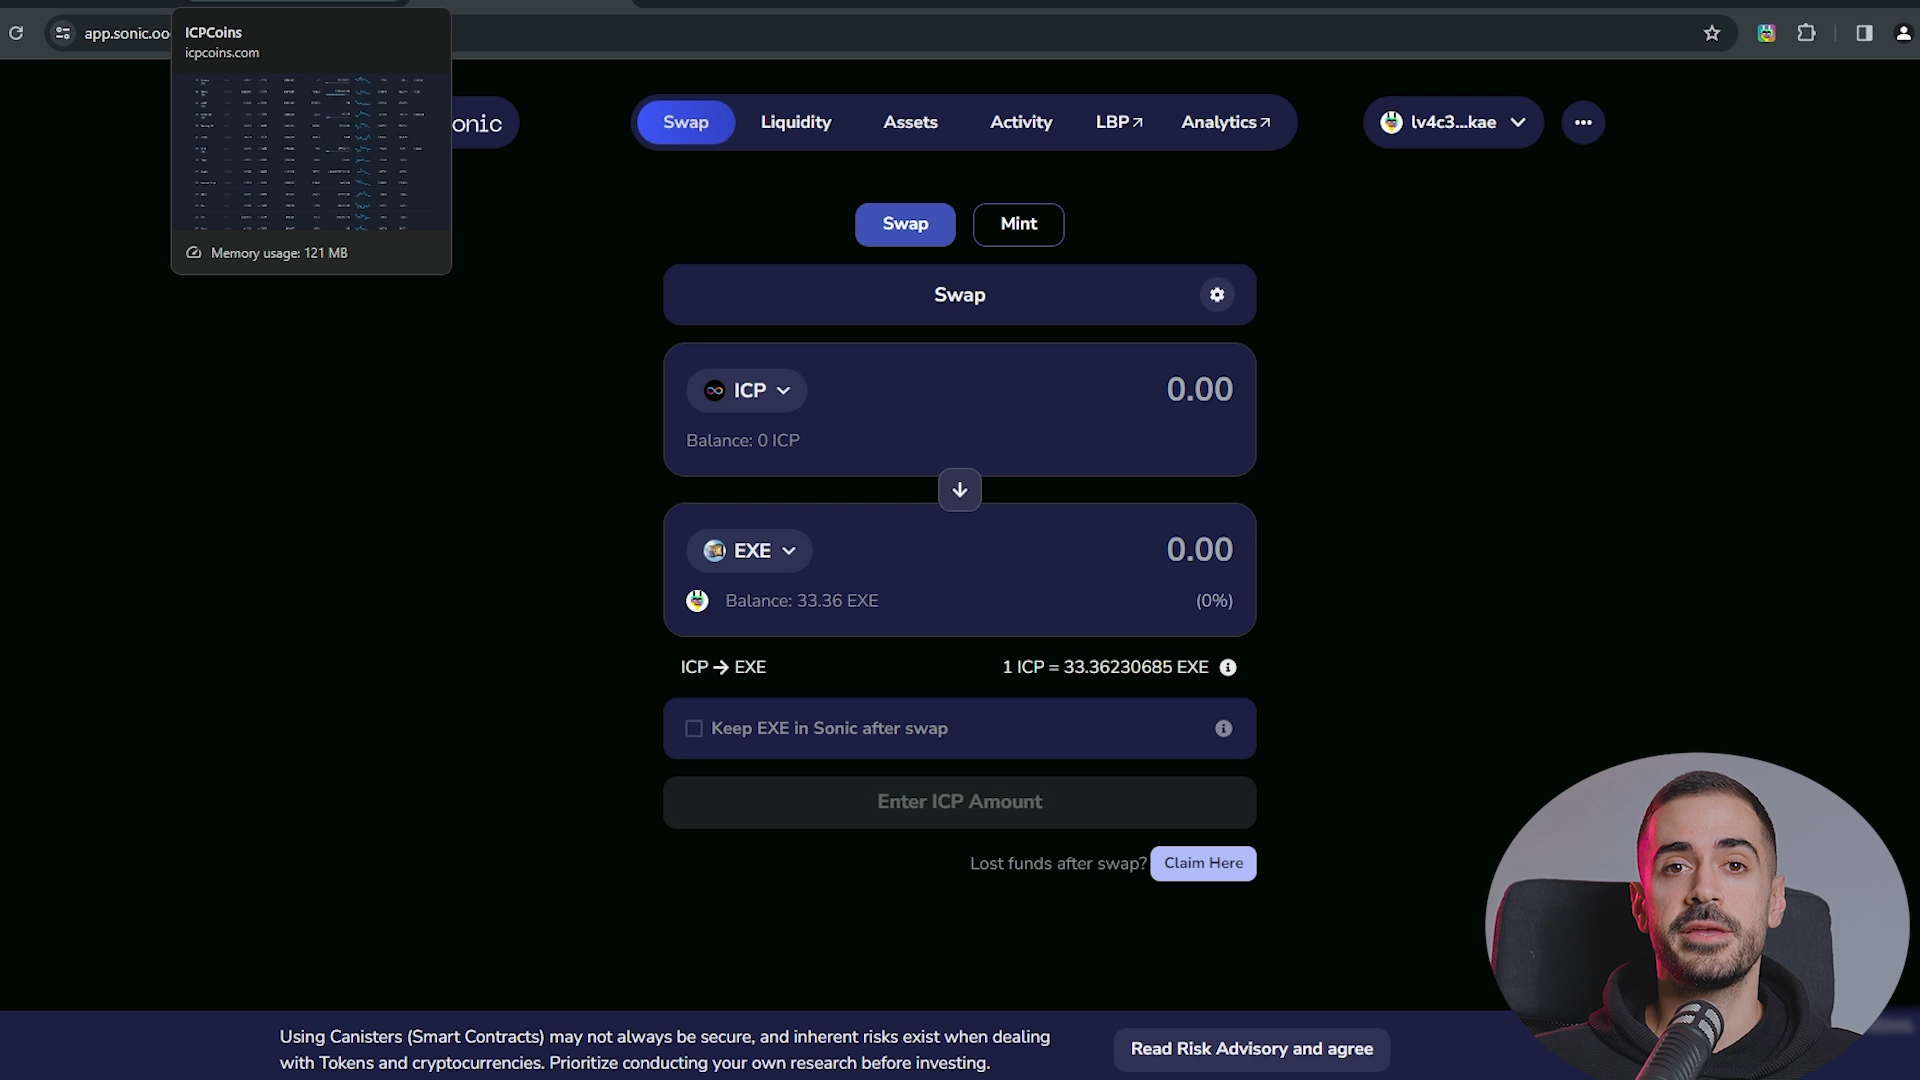 app.sonic.oo
ICPCoins
icpcoins.com
Memory usage: 121 MB
onic
Swap
Liquidity
Assets
Activity
LBP
Analytics
lv4c3...kae
Swap
Mint
Swap
ICP
0.00
Balance: 0 ICP
EXE
0.00
Balance: 33.36 EXE
(0%)
ICP → EXE
1 ICP = 33.36230685 EXE
Keep EXE in Sonic after swap
Enter ICP Amount
Lost funds after swap?
Claim Here
Using Canisters (Smart Contracts) may not always be secure, and inherent risks exist when dealing
with Tokens and cryptocurrencies. Prioritize conducting your own research before investing.
Read Risk Advisory and agree